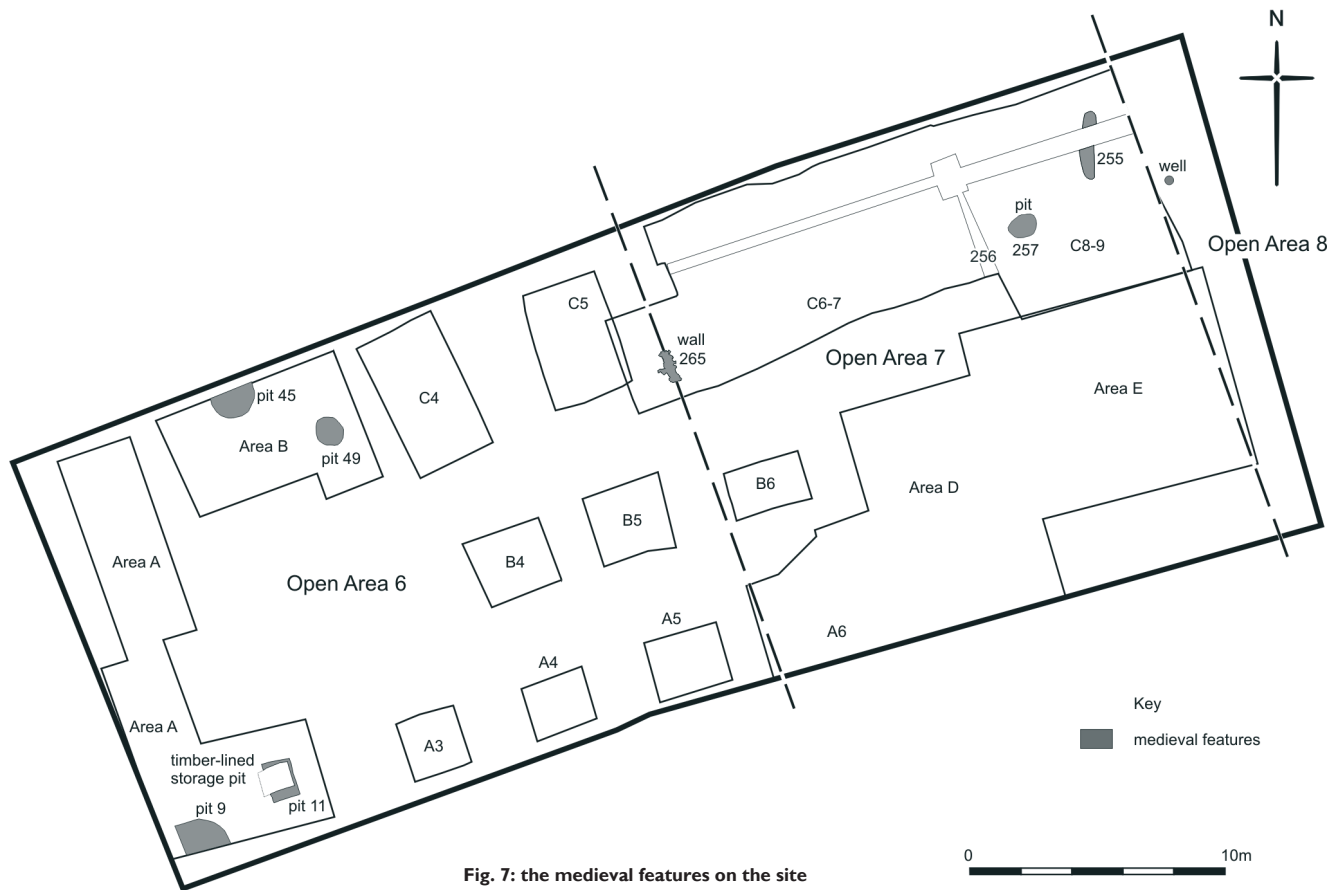 N
255
well
pit
257
256
C8-9
Open Area 8
C5
C6-7
wall
265
Open Area 7
C4
pit 45
Area B
pit 49
Area E
Area D
B6
B5
B4
Area A
Open Area 6
A6
A5
A4
A3
Area A
timber-lined
storage pit
pit 11
pit 9
Key
medieval features
0
10m
Fig. 7: the medieval features on the site